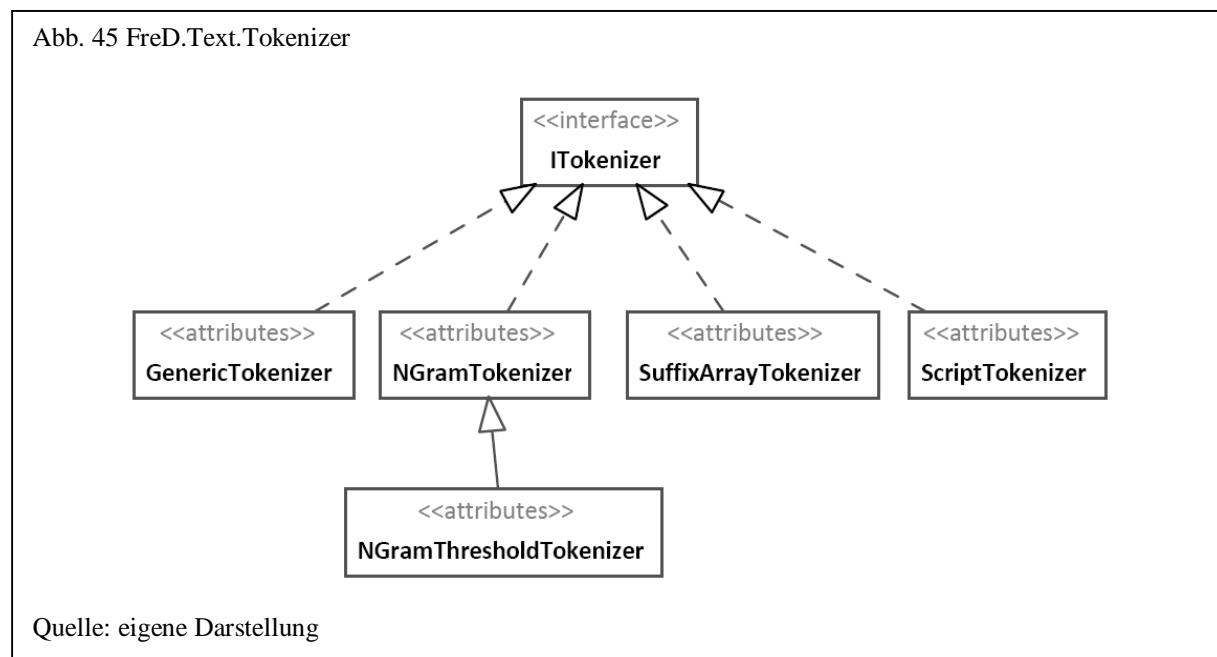 Abb. 45 FreD.Text.Tokenizer
<<interface>>
ITokenizer
<<attributes>>
GenericTokenizer
<<attributes>>
NGramTokenizer
<<attributes>>
SuffixArrayTokenizer
<<attributes>>
ScriptTokenizer
<<attributes>>
NGramThresholdTokenizer
Quelle: eigene Darstellung